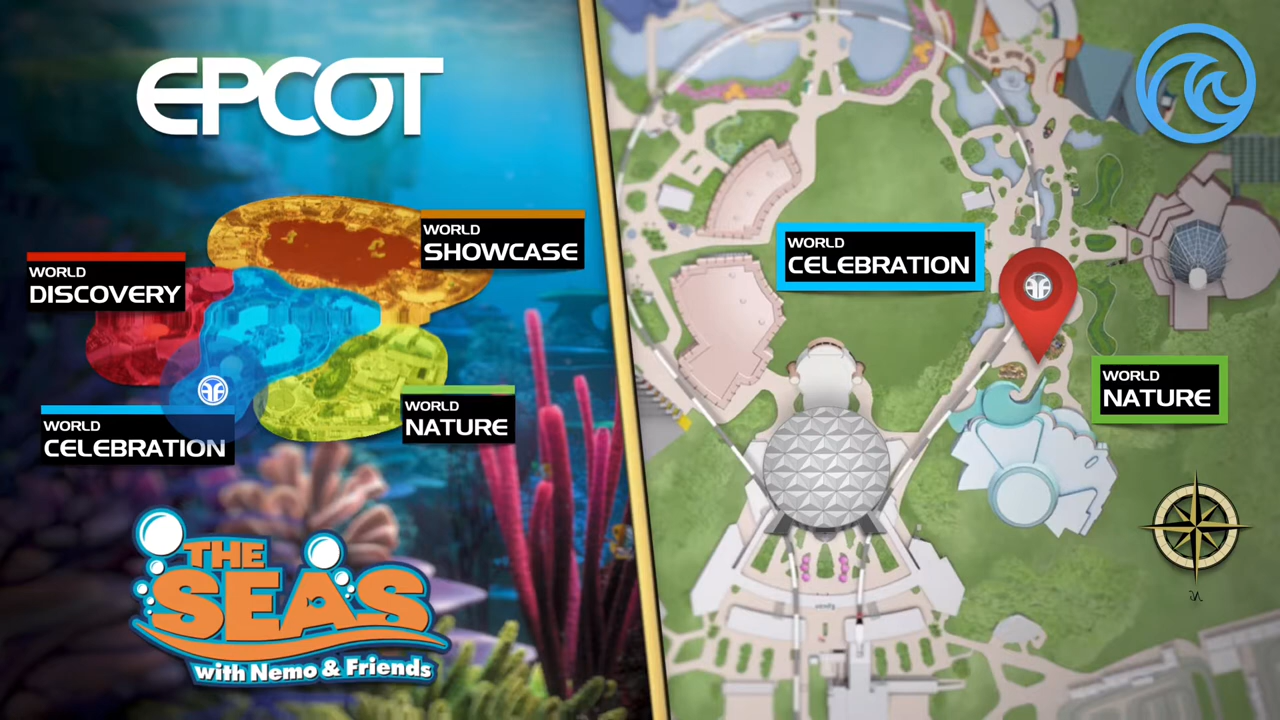 EPCOT
WORLD
SHOWCASE
WORLD
DISCOVERY
WORLD
CELEBRATION
WORLD
NATURE
THE
SEAS
with Nemo & Friends
WORLD
CELEBRATION
WORLD
NATURE